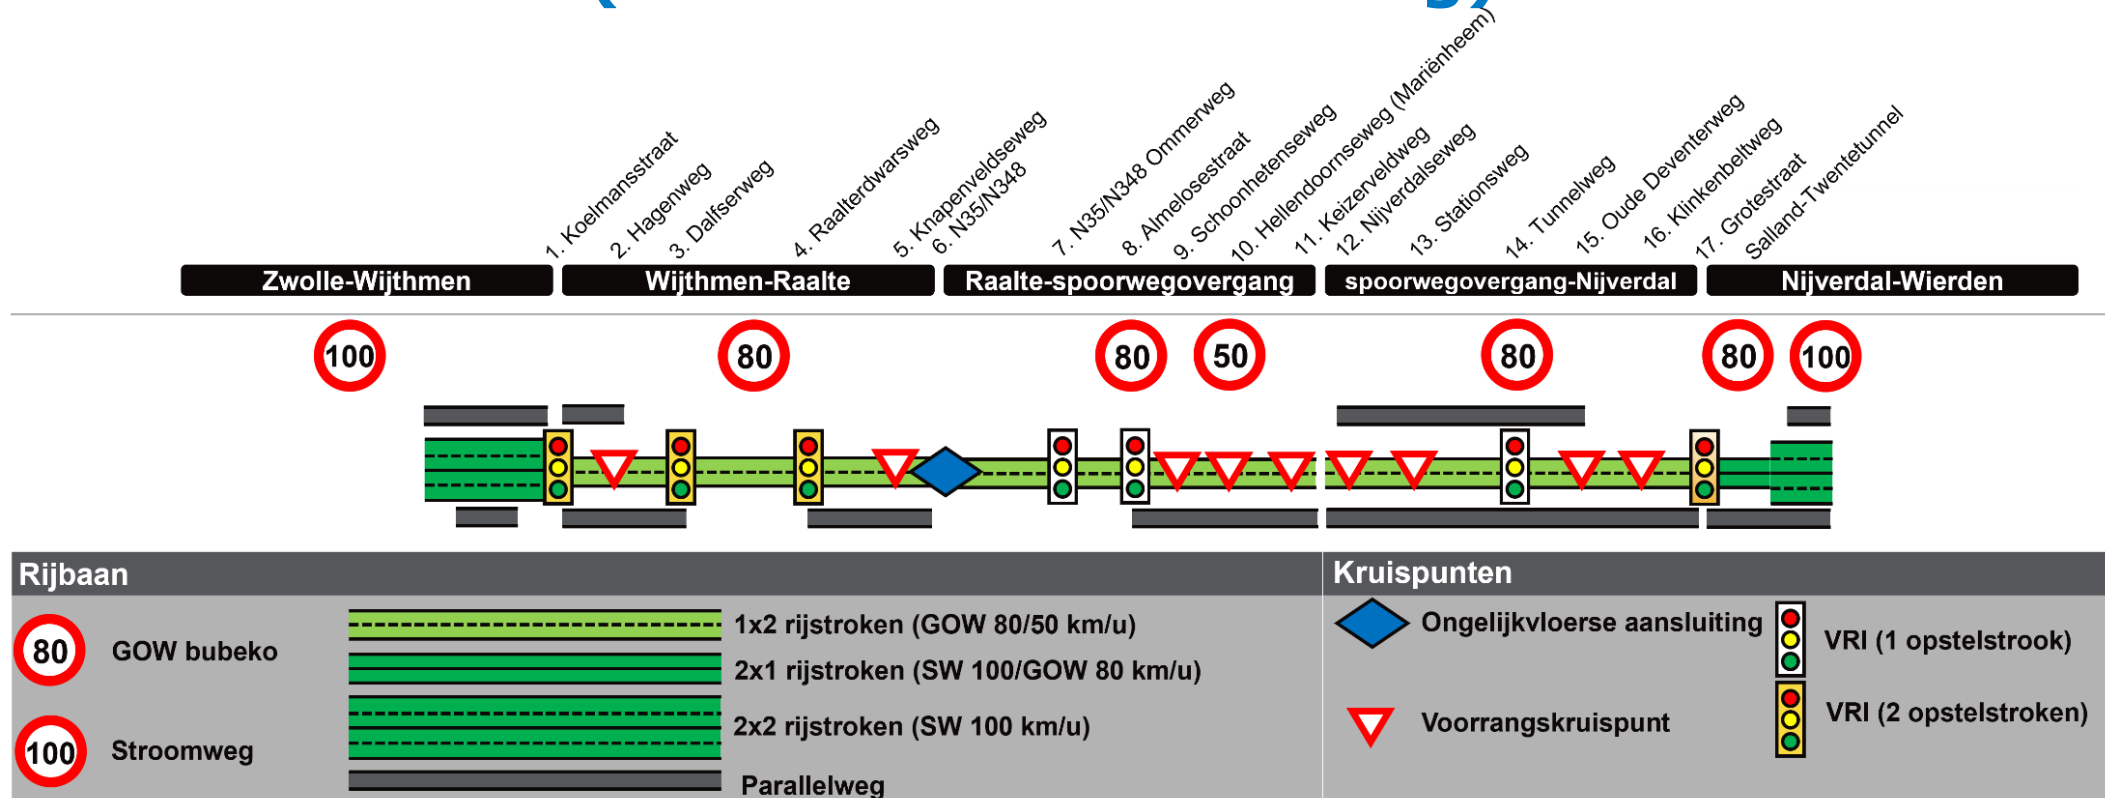 1. Koelmansstraat
2. Hagenweg
3. Dalfserweg
4. Raalterdwarsweg
5. Knapenveldseweg
6. N35/N348
7. N35/N348 Ommerweg
8. Almelosestraat
9. Schoonhetenseweg
10. Hellendoornseweg (Mariënheem)
11. Keizerveldweg
12. Nijverdalseweg
13. Stationsweg
14. Tunnelweg
15. Oude Deventerweg
16. Klinkenbeltweg
17. Grotestraat
Salland-Twentetunnel
Zwolle-Wijthmen
Wijthmen-Raalte
Raalte-spoorwegovergang
spoorwegovergang-Nijverdal
Nijverdal-Wierden
100
80
80
50
80
80
100
Rijbaan
80
GOW bubeko
100
Stroomweg
1x2 rijstroken (GOW 80/50 km/u)
2x1 rijstroken (SW 100/GOW 80 km/u)
2x2 rijstroken (SW 100 km/u)
Parallelweg
Kruispunten
Ongelijkvloerse aansluiting
Voorrangskruispunt
VRI (1 opstelstrook)
VRI (2 opstelstroken)